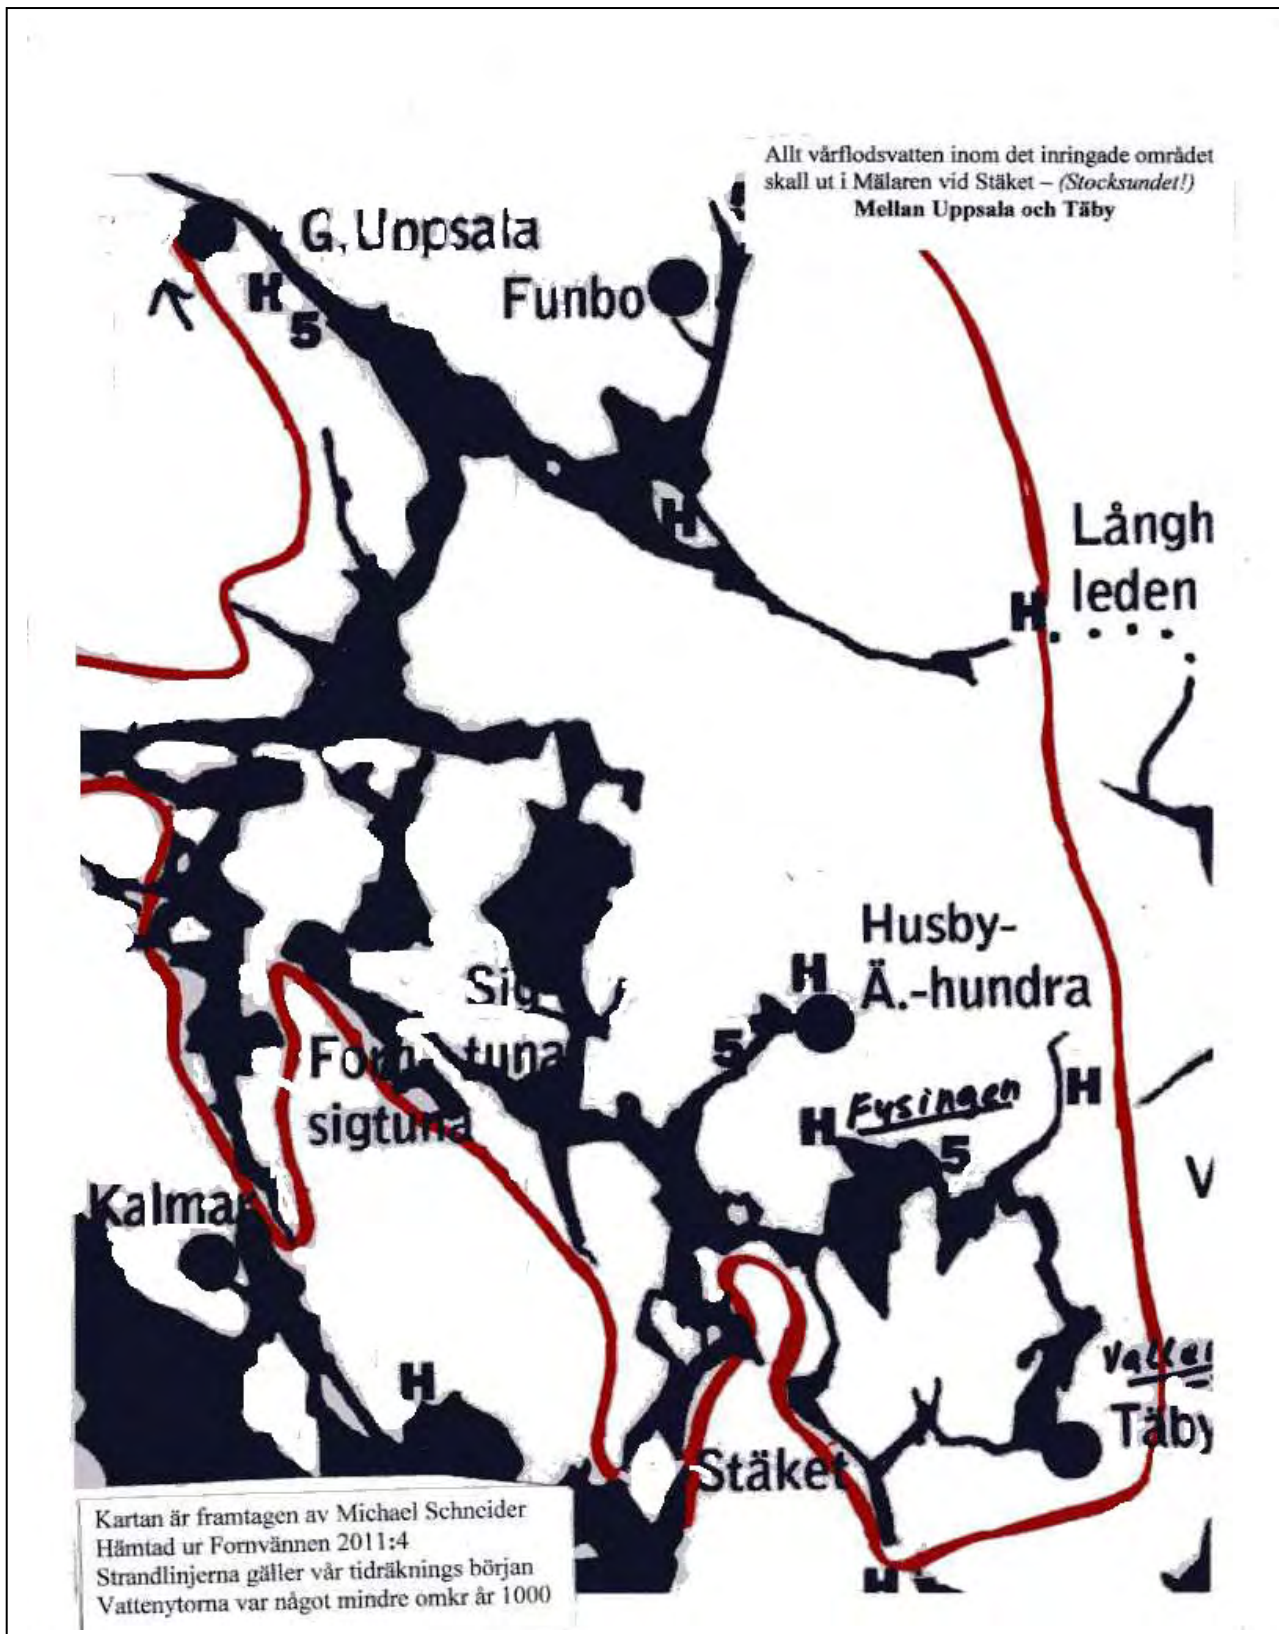 Allt vårflodsvatten inom det inringade området
skall ut i Mälaren vid Stäket – (Stocksundet!)
Mellan Uppsala och Täby
G. Uppsala
H
5
Funbo
H
Långh
leden
H
Husby-
Ä.-hundra
H
5
Sig-
tuna
Forn-
sigtuna
H Fysingen
5
H
V
Kalmar
H
Täby
Stäket
H
Kartan är framtagen av Michael Schneider
Hämtad ur Fornvännen 2011:4
Strandlinjerna gäller vår tidräknings början
Vattenytorna var något mindre omkr år 1000